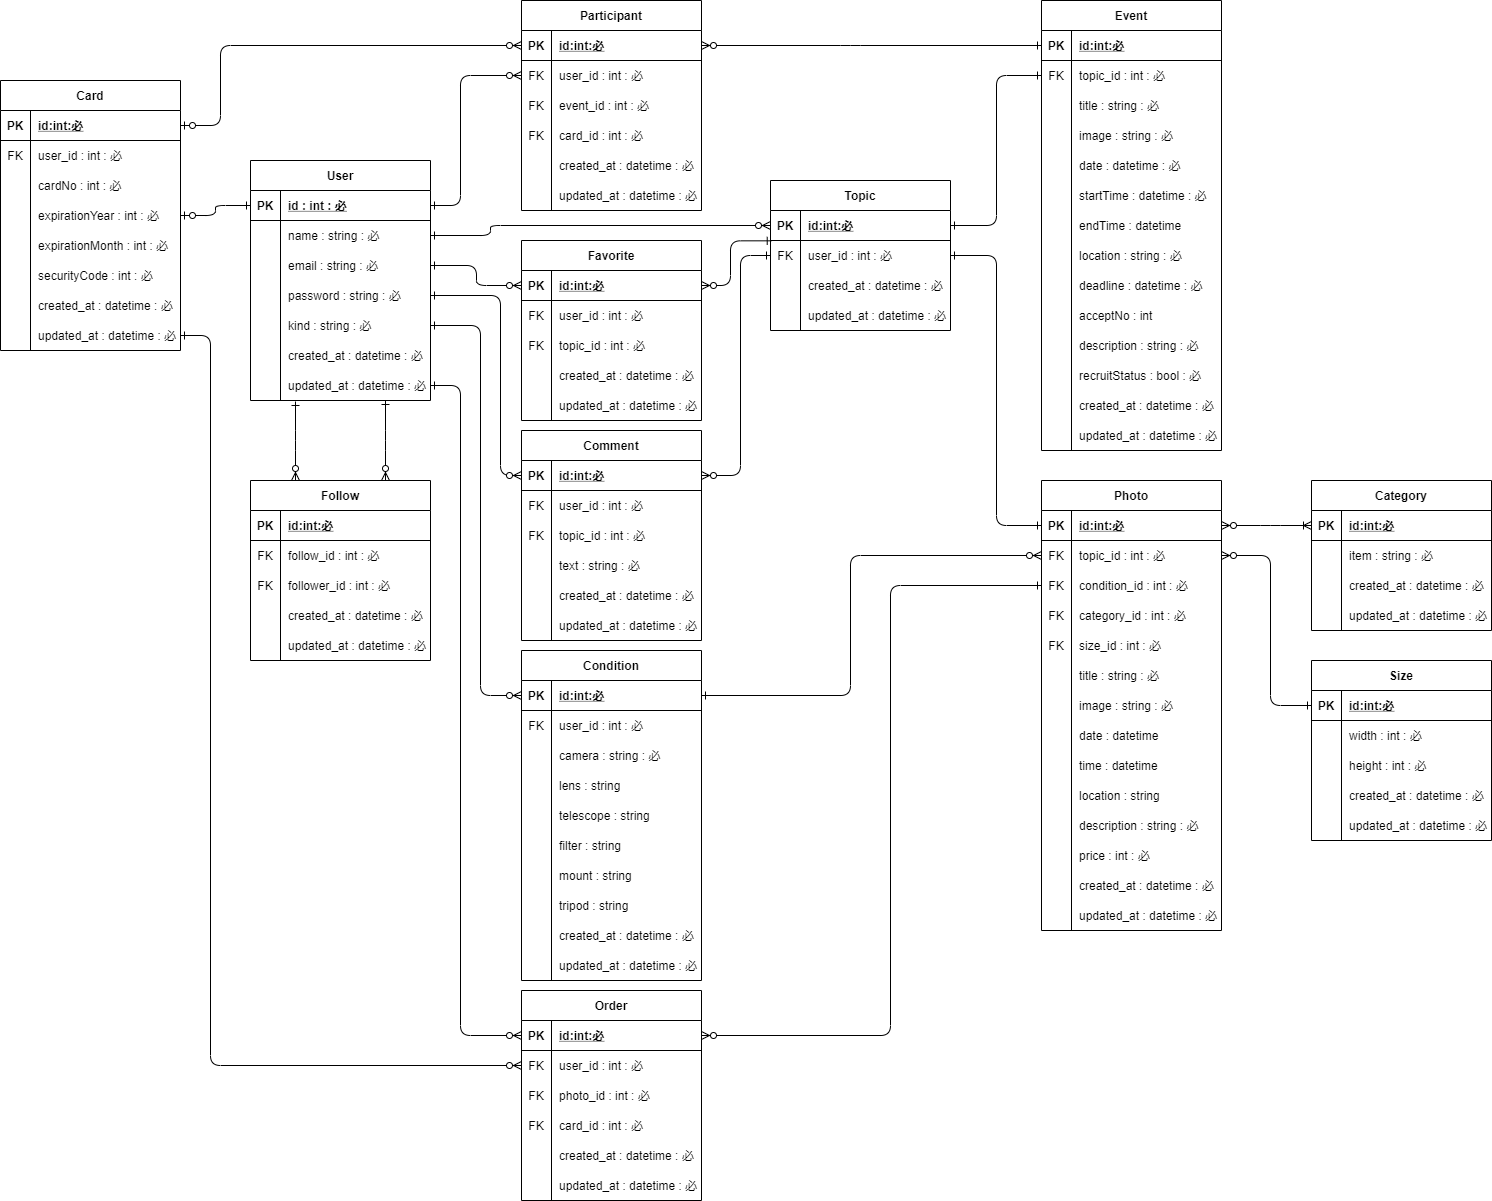 Card
PK id:int:必
FK user_id : int : 必
cardNo : int : 必
expirationYear : int : 必
expirationMonth : int : 必
securityCode : int : 必
created_at : datetime : 必
updated_at : datetime : 必
User
PK id : int : 必
name : string : 必
email : string : 必
password : string : 必
kind : string : 必
created_at : datetime : 必
updated_at : datetime : 必
Follow
PK id:int:必
FK follow_id : int : 必
FK follower_id : int : 必
created_at : datetime : 必
updated_at : datetime : 必
Participant
PK id:int:必
FK user_id : int : 必
FK event_id : int : 必
FK card_id : int : 必
created_at : datetime : 必
updated_at : datetime : 必
Favorite
PK id:int:必
FK user_id : int : 必
FK topic_id : int : 必
created_at : datetime : 必
updated_at : datetime : 必
Comment
PK id:int:必
FK user_id : int : 必
FK topic_id : int : 必
text : string : 必
created_at : datetime : 必
updated_at : datetime : 必
Condition
PK id:int:必
FK user_id : int : 必
camera : string : 必
lens : string
telescope : string
filter : string
mount : string
tripod : string
created_at : datetime : 必
updated_at : datetime : 必
Order
PK id:int:必
FK user_id : int : 必
FK photo_id : int : 必
FK card_id : int : 必
created_at : datetime : 必
updated_at : datetime : 必
Topic
PK id:int:必
FK user_id : int : 必
created_at : datetime : 必
updated_at : datetime : 必
Event
PK id:int:必
FK topic_id : int : 必
title : string : 必
image : string : 必
date : datetime : 必
startTime : datetime : 必
endTime : datetime
location : string : 必
deadline : datetime : 必
acceptNo : int
description : string : 必
recruitStatus : bool : 必
created_at : datetime : 必
updated_at : datetime : 必
Photo
PK id:int:必
FK topic_id : int : 必
FK condition_id : int : 必
FK category_id : int : 必
FK size_id : int : 必
title : string : 必
image : string : 必
date : datetime
time : datetime
location : string
description : string : 必
price : int : 必
created_at : datetime : 必
updated_at : datetime : 必
Category
PK id:int:必
item : string : 必
created_at : datetime : 必
updated_at : datetime : 必
Size
PK id:int:必
width : int : 必
height : int : 必
created_at : datetime : 必
updated_at : datetime : 必